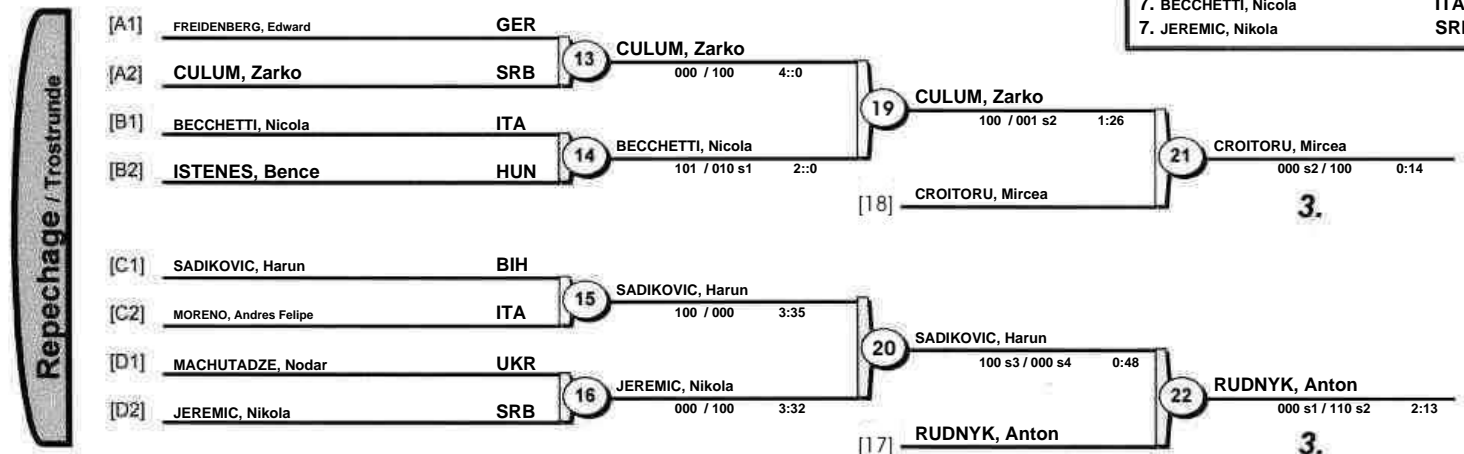 7. BECCHETTI, Nicola ITA
7. JEREMIC, Nikola
Repechage / Trostrunde
[A1] FREIDENBERG, Edward GER
[A2] CULUM, Zarko SRB
13
CULUM, Zarko
000 / 100 4::0
[B1] BECCHETTI, Nicola ITA
[B2] ISTENES, Bence HUN
14
BECCHETTI, Nicola
101 / 010 s1 2::0
19
CULUM, Zarko
100 / 001 s2 1:26
[18] CROITORU, Mircea
21
CROITORU, Mircea
000 s2 / 100 0:14
3.
[C1] SADIKOVIC, Harun BIH
[C2] MORENO, Andres Felipe ITA
15
SADIKOVIC, Harun
100 / 000 3:35
[D1] MACHUTADZE, Nodar UKR
[D2] JEREMIC, Nikola SRB
16
JEREMIC, Nikola
000 / 100 3:32
20
SADIKOVIC, Harun
100 s3 / 000 s4 0:48
[17] RUDNYK, Anton
22
RUDNYK, Anton
000 s1 / 110 s2 2:13
3.